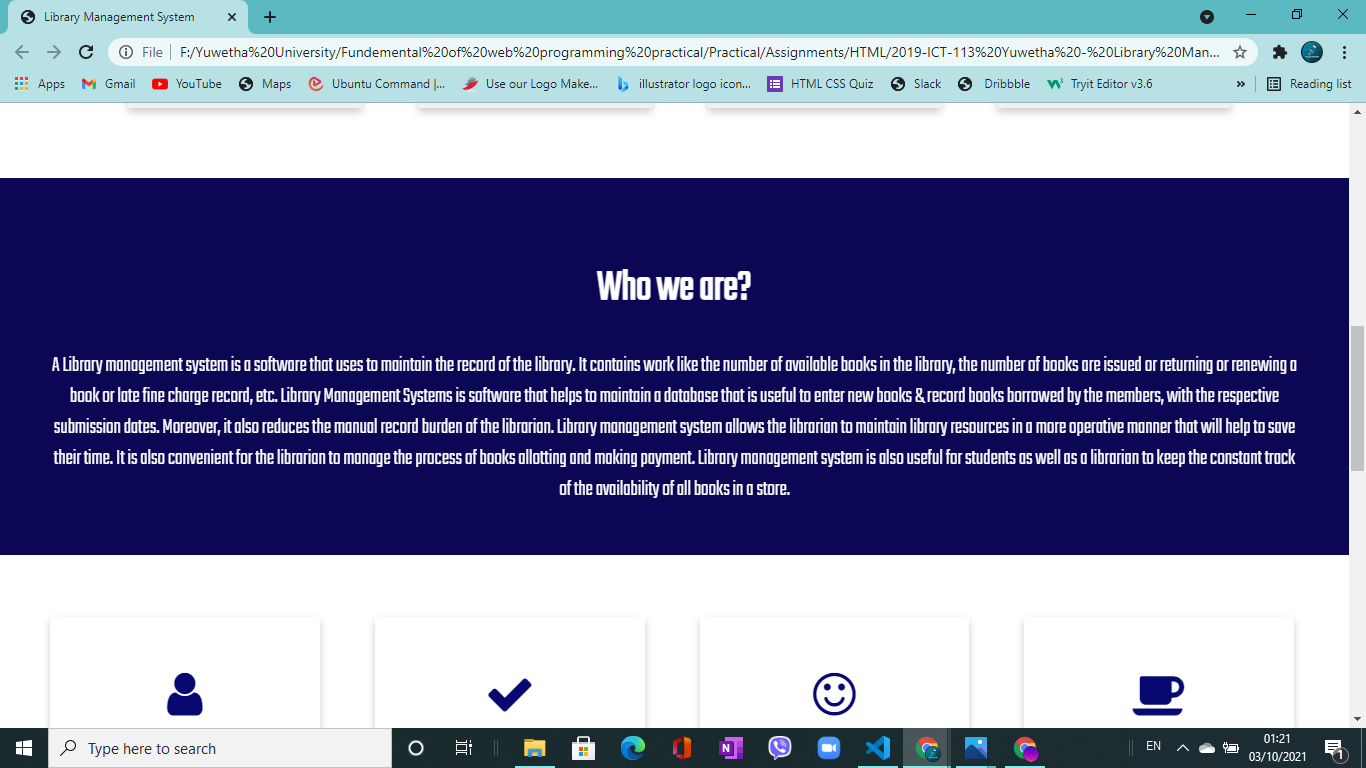 Library Management System
File
F:/Yuwetha%20University/Fundemental%20of%20web%20programming%20practical/Practical/Assignments/HTML/2019-ICT-113%20Yuwetha%20-%20Library%20Man...
Apps Gmail YouTube Maps Ubuntu Command |... Use our Logo Make... illustrator logo icon... HTML CSS Quiz Slack Dribbble Tryit Editor v3.6 » Reading list
Who we are?
A Library management system is a software that uses to maintain the record of the library. It contains work like the number of available books in the library, the number of books are issued or returning or renewing a
book or late fine charge record, etc. Library Management Systems is software that helps to maintain a database that is useful to enter new books & record books borrowed by the members, with the respective
submission dates. Moreover, it also reduces the manual record burden of the librarian. Library management system allows the librarian to maintain library resources in a more operative manner that will help to save
their time. It is also convenient for the librarian to manage the process of books allotting and making payment. Library management system is also useful for students as well as a librarian to keep the constant track
of the availability of all books in a store.
Type here to search
EN
01:21
03/10/2021
1